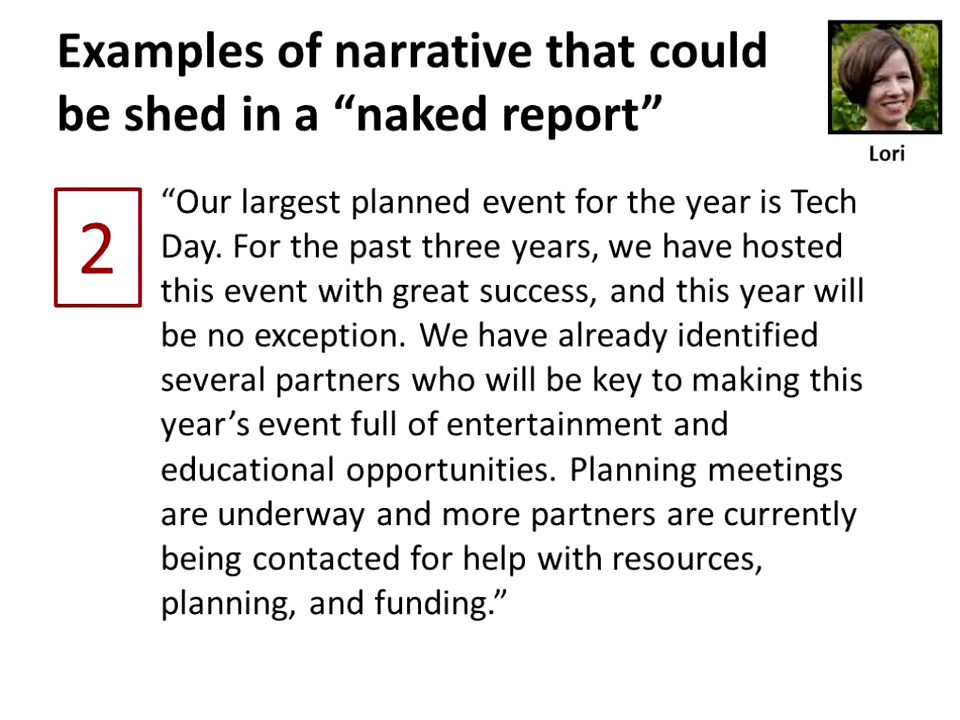 Examples of narrative that could
be shed in a “naked report”
Lori
2
“Our largest planned event for the year is Tech
Day. For the past three years, we have hosted
this event with great success, and this year will
be no exception. We have already identified
several partners who will be key to making this
year’s event full of entertainment and
educational opportunities. Planning meetings
are underway and more partners are currently
being contacted for help with resources,
planning, and funding.”